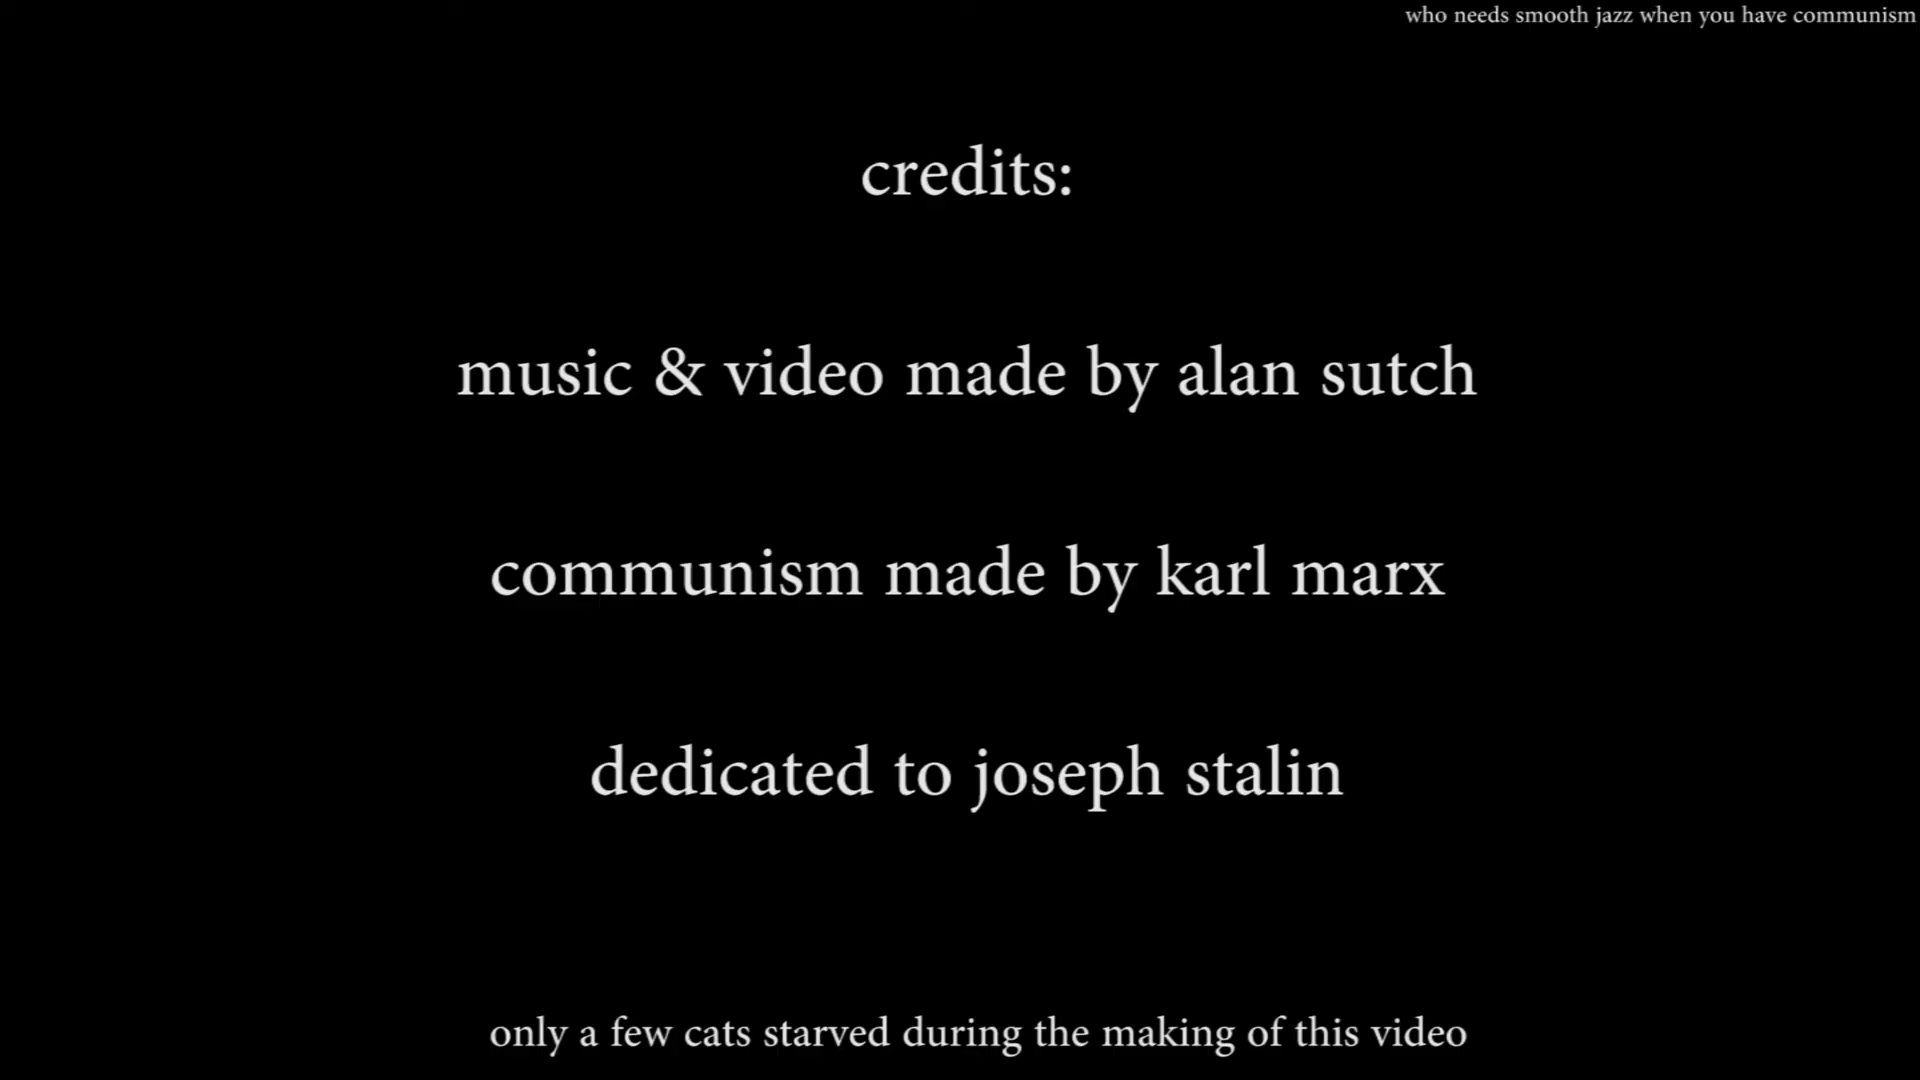 who needs smooth jazz when you have communism
credits:
music & video made by alan sutch
communism made by karl marx
dedicated to joseph stalin
only a few cats starved during the making of this video